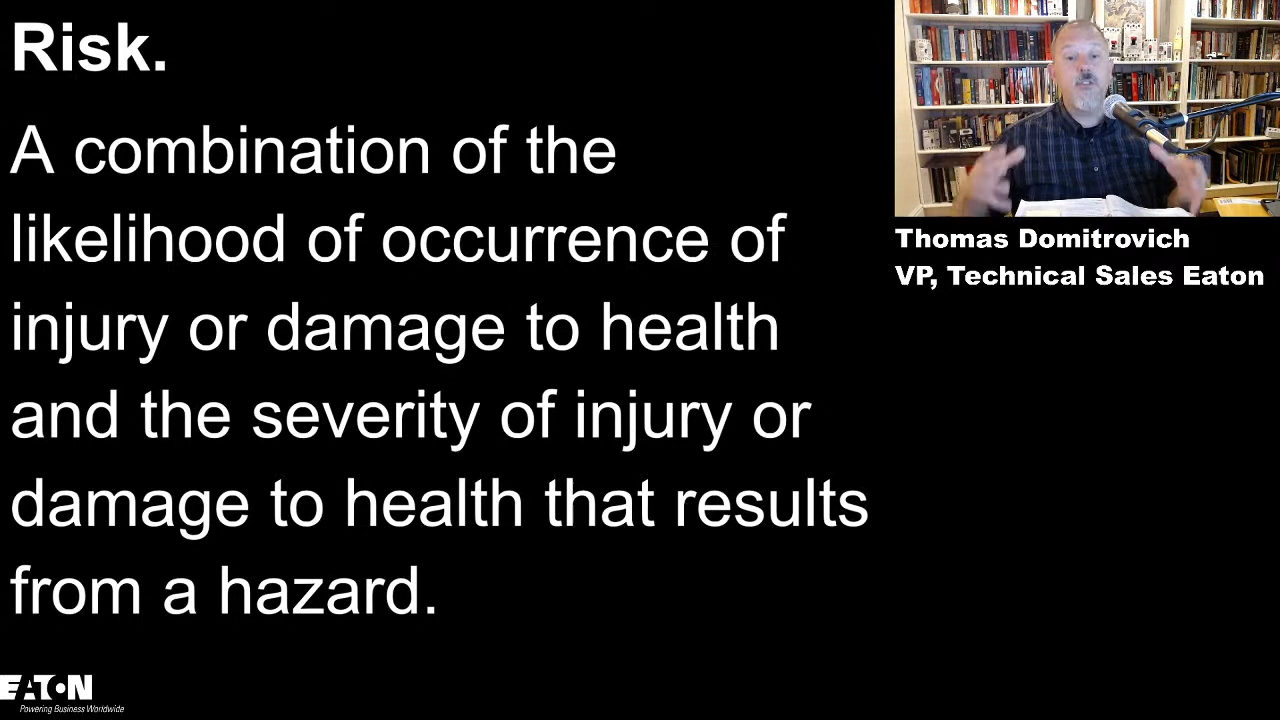 Risk.
A combination of the
likelihood of occurrence of
injury or damage to health
and the severity of injury or
damage to health that results
from a hazard.
Thomas Domitrovich
VP, Technical Sales Eaton
EATON
Powering Business Worldwide